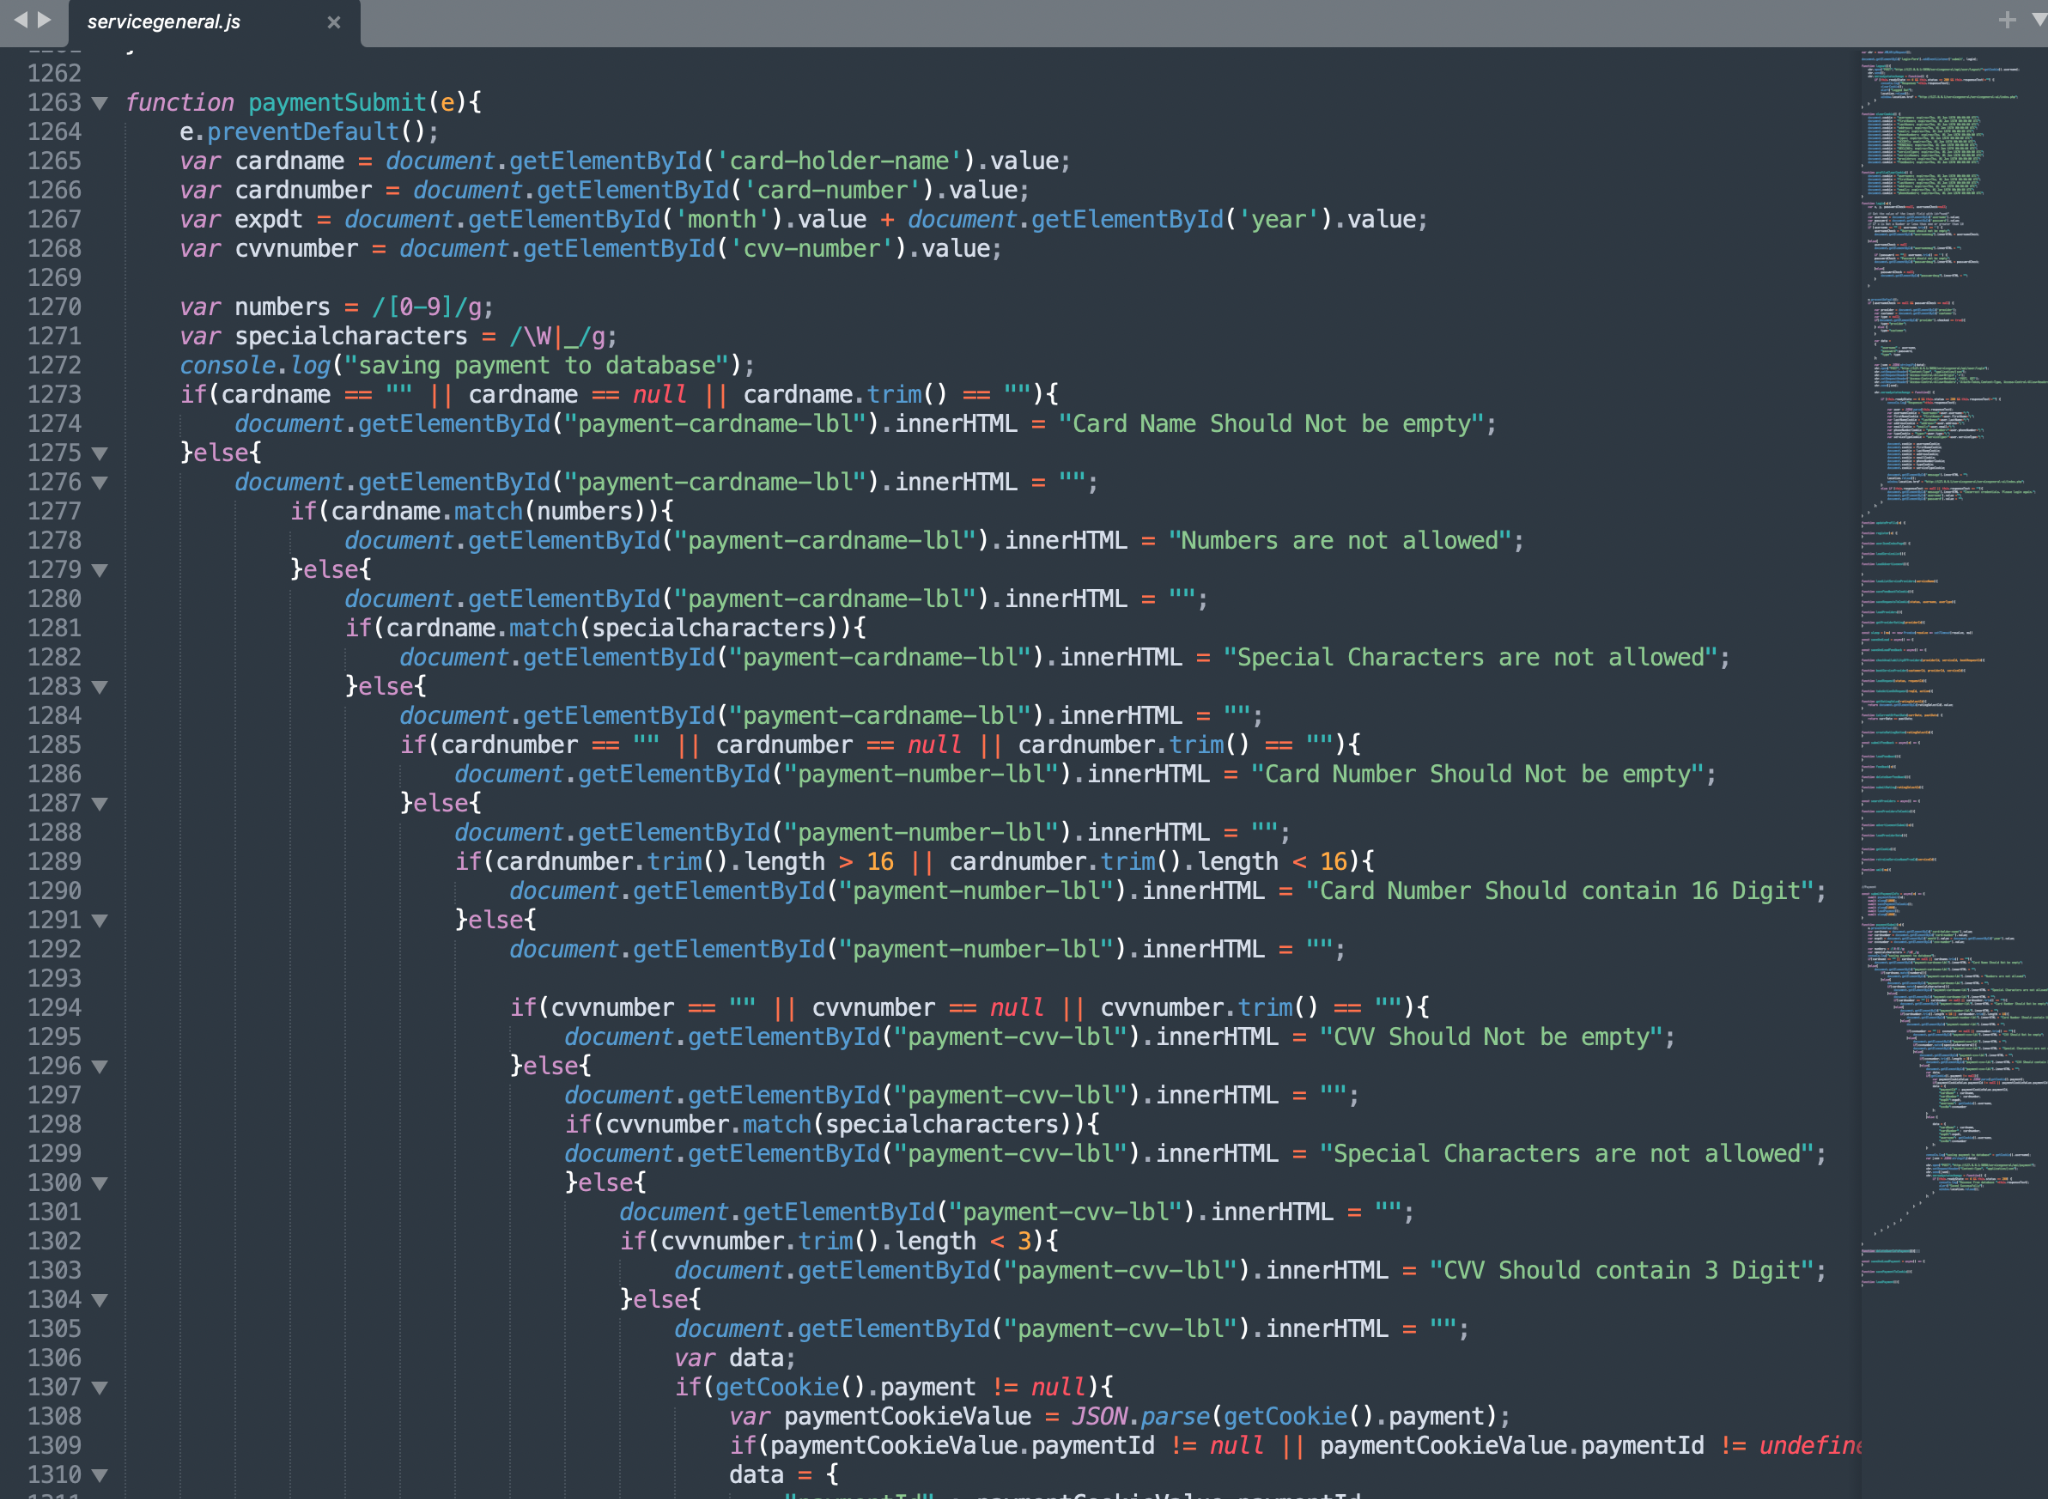 servicegeneral.js
1262
1263 function paymentSubmit(e){
1264 e.preventDefault();
1265 var cardname = document.getElementById('card-holder-name').value;
1266 var cardnumber = document.getElementById('card-number').value;
1267 var expdt = document.getElementById('month').value + document.getElementById('year').value;
1268 var cvvnumber = document.getElementById('cvv-number').value;
1269
1270 var numbers = /[0-9]/g;
1271 var specialcharacters = /\W|_/g;
1272 console.log("saving payment to database");
1273 if(cardname == "" || cardname == null || cardname.trim() == ""){
1274 document.getElementById("payment-cardname-lbl").innerHTML = "Card Name Should Not be empty";
1275 }else{
1276 document.getElementById("payment-cardname-lbl").innerHTML = "";
1277 if(cardname.match(numbers)){
1278 document.getElementById("payment-cardname-lbl").innerHTML = "Numbers are not allowed";
1279 }else{
1280 document.getElementById("payment-cardname-lbl").innerHTML = "";
1281 if(cardname.match(specialcharacters)){
1282 document.getElementById("payment-cardname-lbl").innerHTML = "Special Characters are not allowed";
1283 }else{
1284 document.getElementById("payment-cardname-lbl").innerHTML = "";
1285 if(cardnumber == "" || cardnumber == null || cardnumber.trim() == ""){
1286 document.getElementById("payment-number-lbl").innerHTML = "Card Number Should Not be empty";
1287 }else{
1288 document.getElementById("payment-number-lbl").innerHTML = "";
1289 if(cardnumber.trim().length > 16 || cardnumber.trim().length < 16){
1290 document.getElementById("payment-number-lbl").innerHTML = "Card Number Should contain 16 Digit";
1291 }else{
1292 document.getElementById("payment-number-lbl").innerHTML = "";
1293
1294 if(cvvnumber == "" || cvvnumber == null || cvvnumber.trim() == ""){
1295 document.getElementById("payment-cvv-lbl").innerHTML = "CVV Should Not be empty";
1296 }else{
1297 document.getElementById("payment-cvv-lbl").innerHTML = "";
1298 if(cvvnumber.match(specialcharacters)){
1299 document.getElementById("payment-cvv-lbl").innerHTML = "Special Characters are not allowed";
1300 }else{
1301 document.getElementById("payment-cvv-lbl").innerHTML = "";
1302 if(cvvnumber.trim().length < 3){
1303 document.getElementById("payment-cvv-lbl").innerHTML = "CVV Should contain 3 Digit";
1304 }else{
1305 document.getElementById("payment-cvv-lbl").innerHTML = "";
1306 var data;
1307 if(getCookie().payment != null){
1308 var paymentCookieValue = JSON.parse(getCookie().payment);
1309 if(paymentCookieValue.paymentId != null || paymentCookieValue.paymentId != undefine
1310 data = {